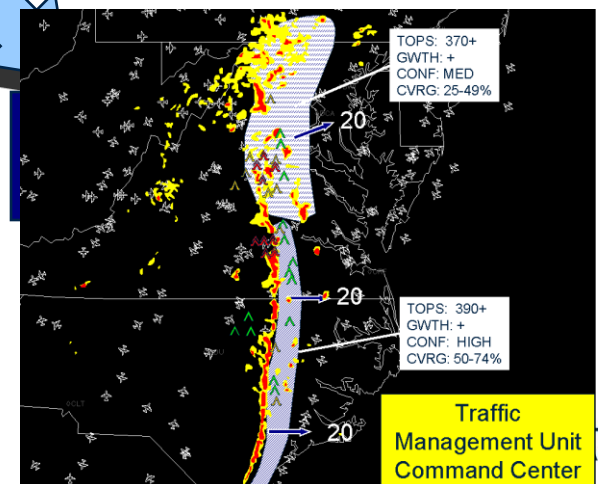 TOPS: 370+
GWTH: +
CONF: MED
CVRG: 25-49%
20
20
TOPS: 390+
GWTH: +
CONF: HIGH
CVRG: 50-74%
20
Traffic
Management Unit
Command Center